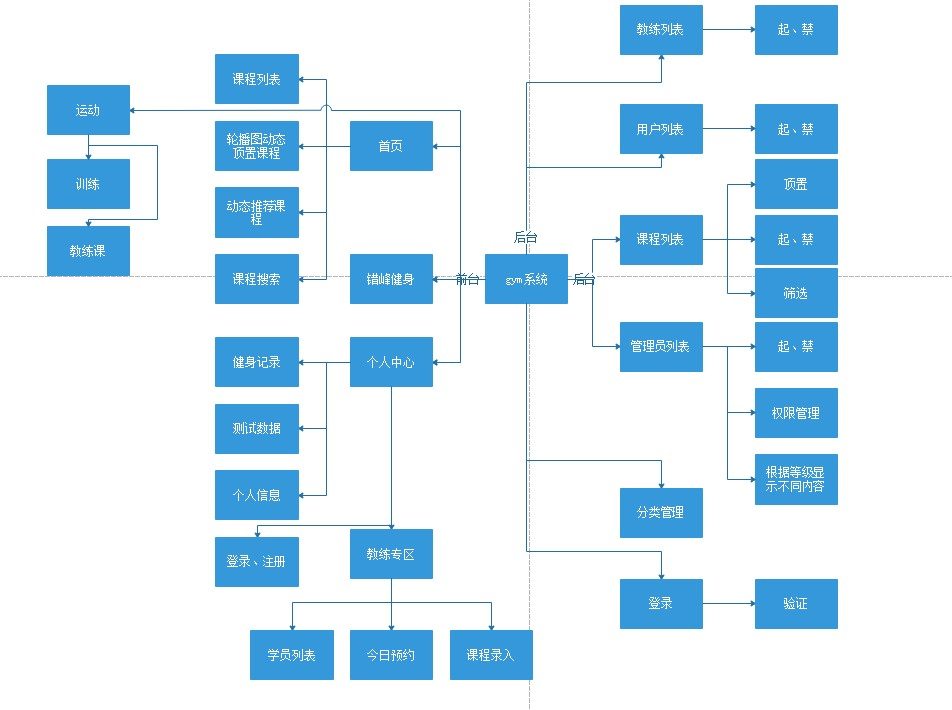 教练列表
起、禁
课程列表
运动
轮播图动态
顶置课程
首页
用户列表
起、禁
训练
顶置
动态推荐课
程
教练课
后台
课程列表
起、禁
课程搜索
错峰健身
前台
gym系统
后台
筛选
健身记录
个人中心
管理员列表
起、禁
测试数据
权限管理
个人信息
根据等级显
示不同内容
分类管理
登录、注册
教练专区
登录
验证
学员列表
今日预约
课程录入